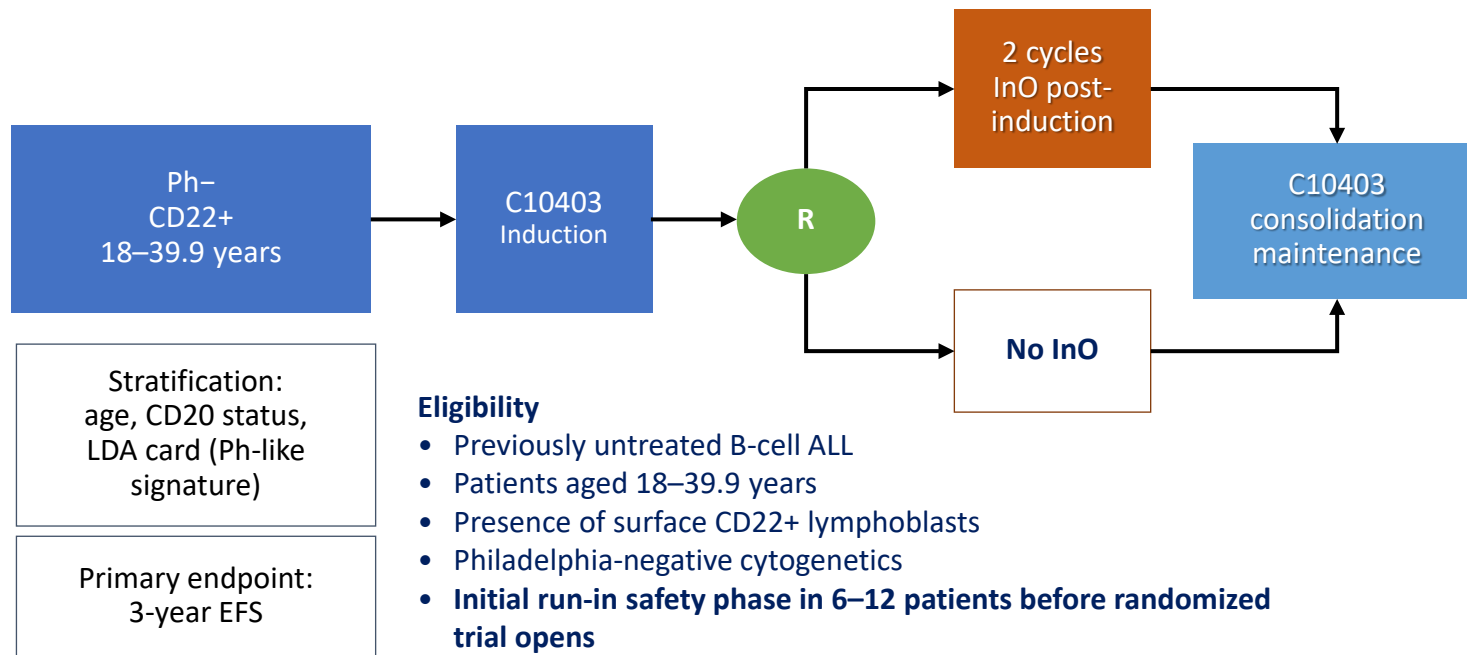 Ph−
CD22+
18–39.9 years
C10403
Induction
R
2 cycles
InO post-
induction
No InO
C10403
consolidation
maintenance
Stratification:
age, CD20 status,
LDA card (Ph-like
signature)
Primary endpoint:
3-year EFS
Eligibility
• Previously untreated B-cell ALL
• Patients aged 18–39.9 years
• Presence of surface CD22+ lymphoblasts
• Philadelphia-negative cytogenetics
• Initial run-in safety phase in 6–12 patients before randomized
trial opens